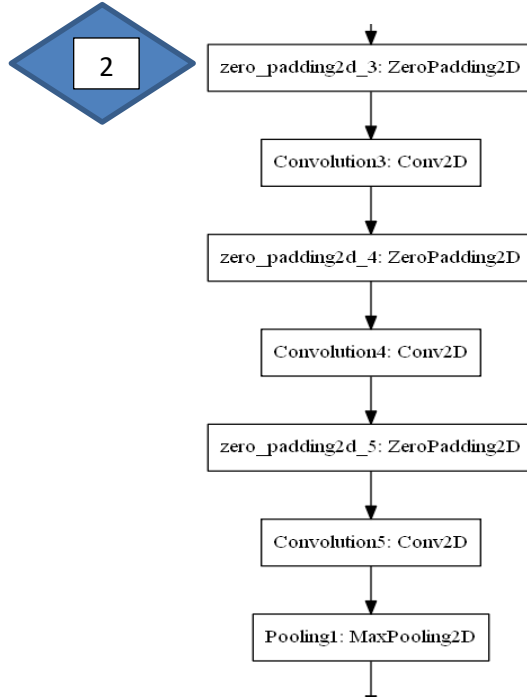 2
zero_padding2d_3: ZeroPadding2D
Convolution3: Conv2D
zero_padding2d_4: ZeroPadding2D
Convolution4: Conv2D
zero_padding2d_5: ZeroPadding2D
Convolution5: Conv2D
Pooling1: MaxPooling2D